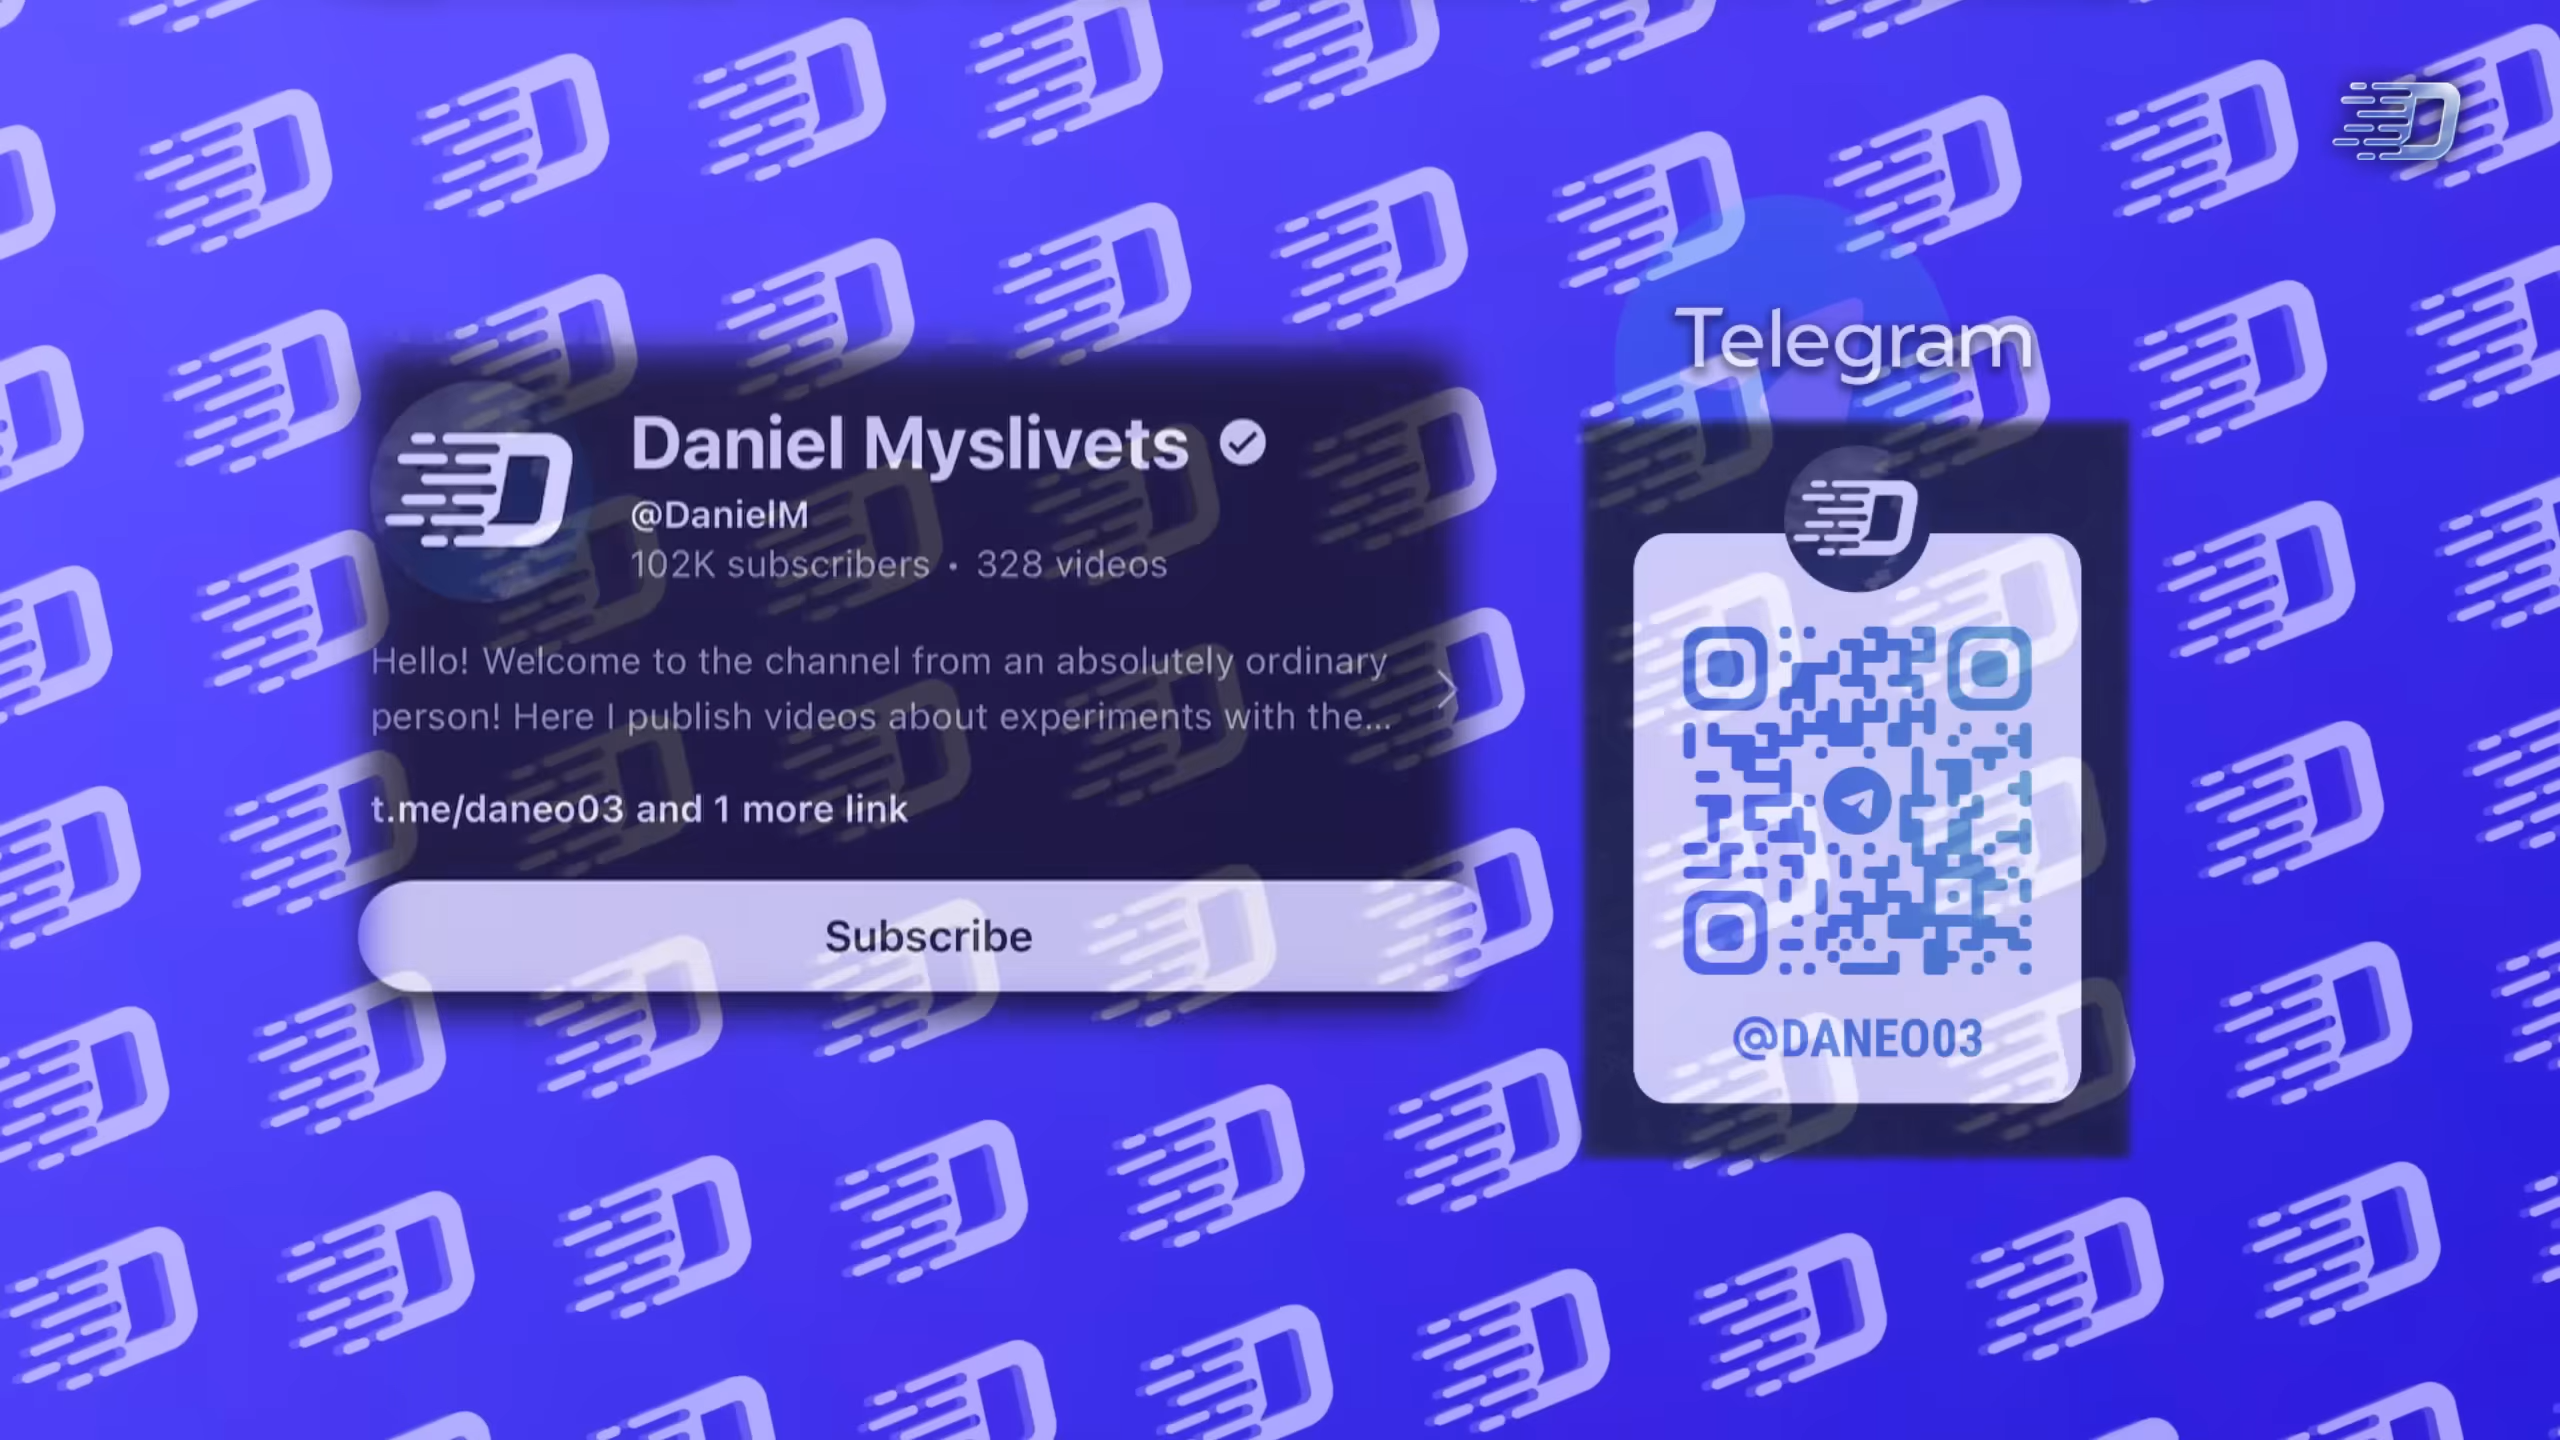 Daniel Myslivets
@DanielM
102K subscribers • 328 videos
Hello! Welcome to the channel from an absolutely ordinary
person! Here I publish videos about experiments with the...
t.me/daneo03 and 1 more link
Subscribe
Telegram
@DANEO03